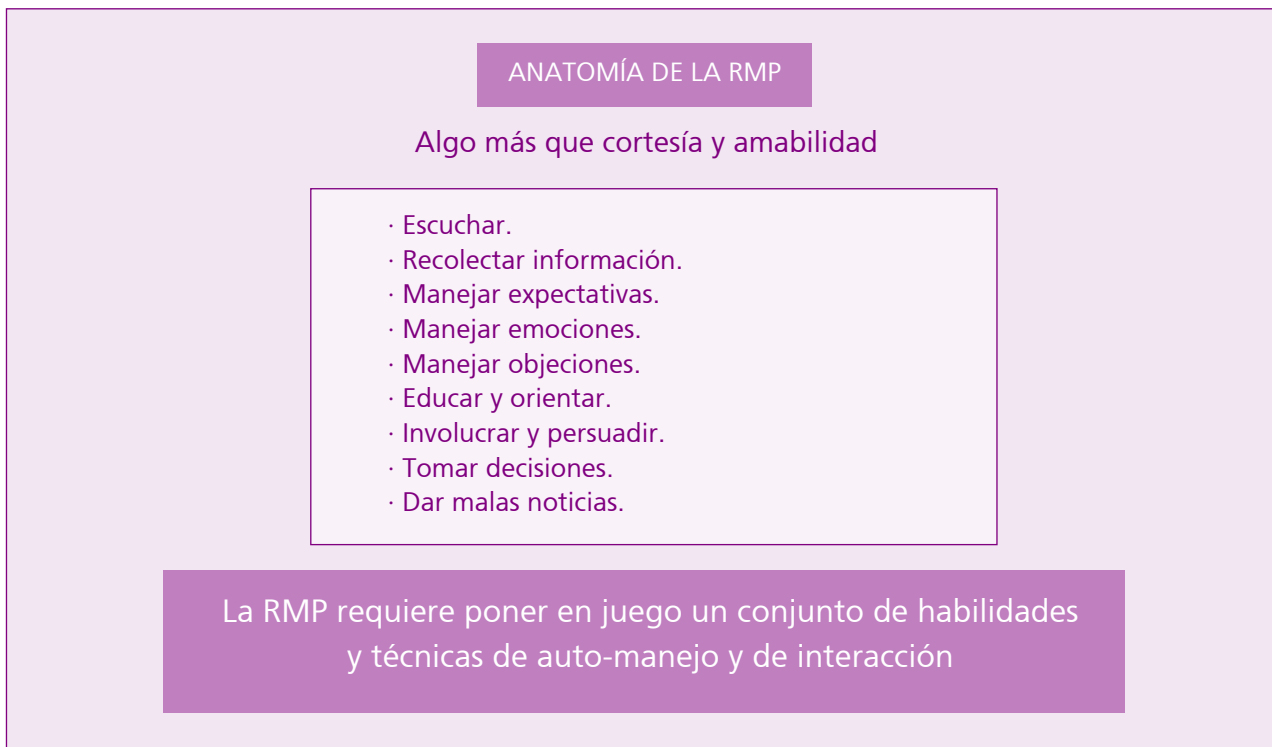 ANATOMÍA DE LA RMP
Algo más que cortesía y amabilidad
· Escuchar.
· Recolectar información.
· Manejar expectativas.
· Manejar emociones.
· Manejar objeciones.
· Educar y orientar.
· Involucrar y persuadir.
· Tomar decisiones.
· Dar malas noticias.
La RMP requiere poner en juego un conjunto de habilidades
y técnicas de auto-manejo y de interacción